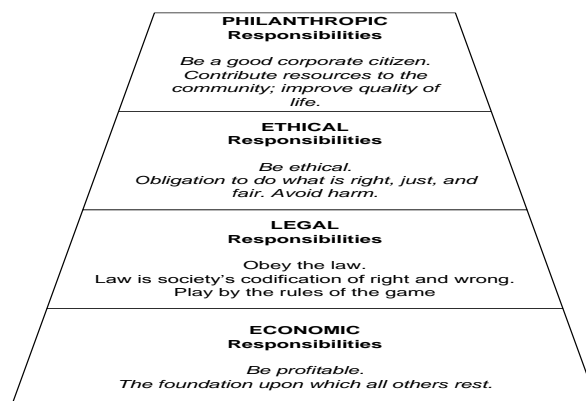 PHILANTHROPIC
Responsibilities
Be a good corporate citizen.
Contribute resources to the
community; improve quality of
life.
ETHICAL
Responsibilities
Be ethical.
Obligation to do what is right, just, and
fair. Avoid harm.
LEGAL
Responsibilities
Obey the law.
Law is society's codification of right and wrong.
Play by the rules of the game
ECONOMIC
Responsibilities
Be profitable.
The foundation upon which all others rest.